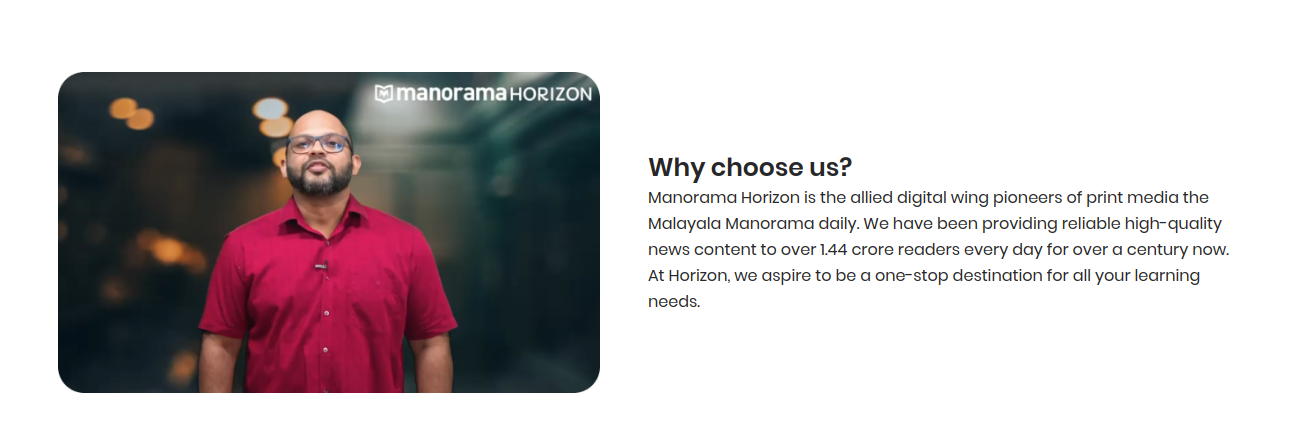 manorama HORIZON
Why choose us?
Manorama Horizon is the allied digital wing pioneers of print media the
Malayala Manorama daily. We have been providing reliable high-quality
news content to over 1.44 crore readers every day for over a century now.
At Horizon, we aspire to be a one-stop destination for all your learning
needs.